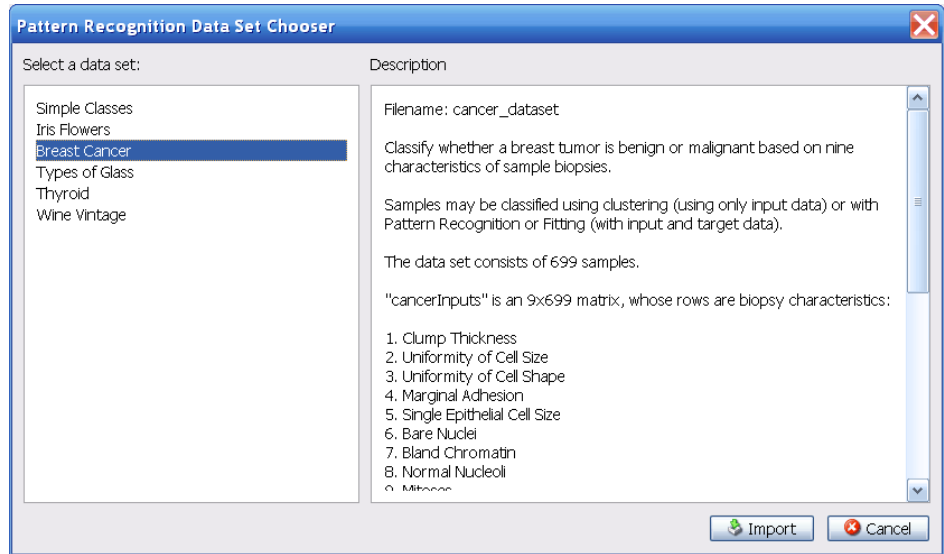 Pattern Recognition Data Set Chooser
Select a data set:
Simple Classes
Iris Flowers
Breast Cancer
Types of Glass
Thyroid
Wine Vintage
Description
Filename: cancer_dataset
Classify whether a breast tumor is benign or malignant based on nine
characteristics of sample biopsies.
Samples may be classified using clustering (using only input data) or with
Pattern Recognition or Fitting (with input and target data).
The data set consists of 699 samples.
"cancerInputs" is an 9x699 matrix, whose rows are biopsy characteristics:
1. Clump Thickness
2. Uniformity of Cell Size
3. Uniformity of Cell Shape
4. Marginal Adhesion
5. Single Epithelial Cell Size
6. Bare Nuclei
7. Bland Chromatin
8. Normal Nucleoli
9. Mitoses
Import
Cancel